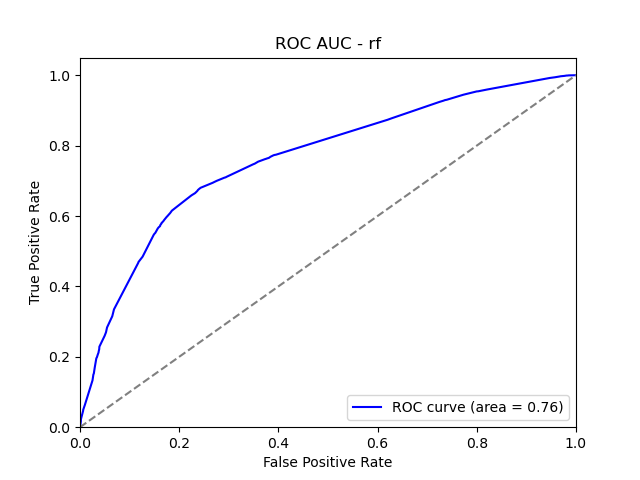 ROC AUC - rf
True Positive Rate
1.0
0.8
0.6
0.4
0.2
0.0
ROC curve (area = 0.76)
0.0 0.2 0.4 0.6 0.8 1.0
False Positive Rate